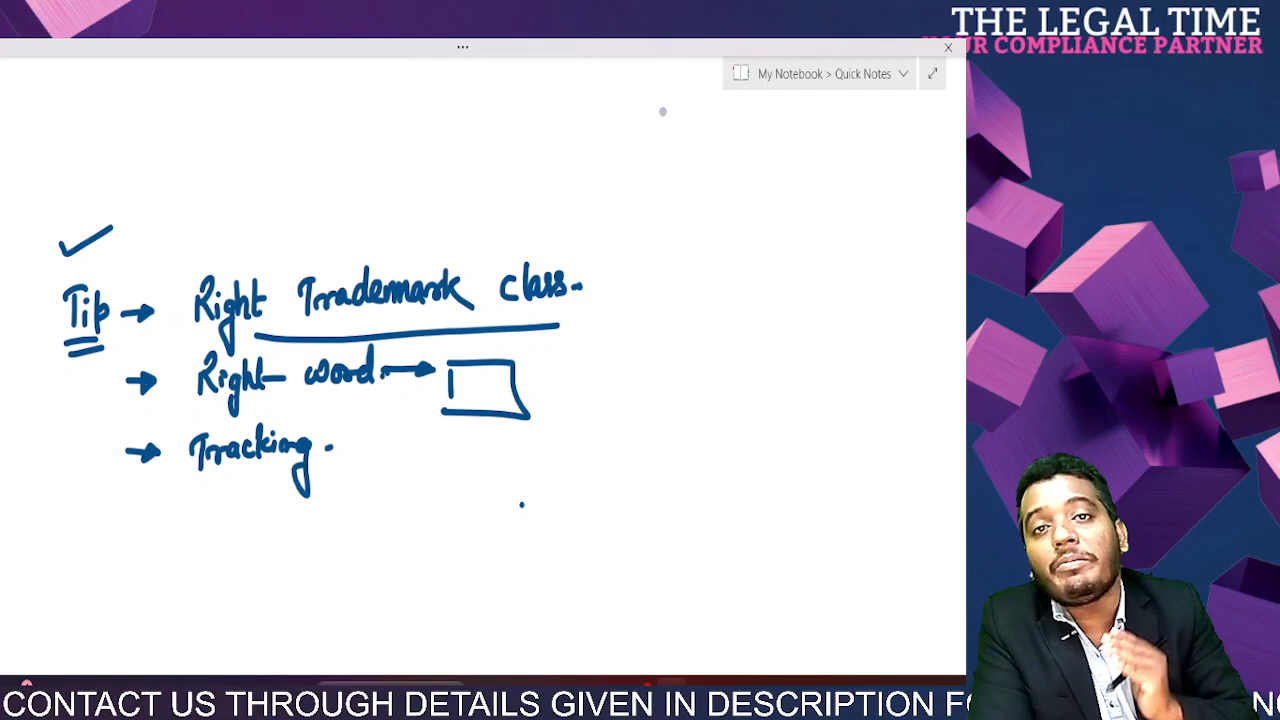 THE LEGAL TIME
YOUR COMPLIANCE PARTNER
My Notebook > Quick Notes
Tip → Right Trademark class.
→ Right word. →
→ Tracking.
CONTACT US THROUGH DETAILS GIVEN IN DESCRIPTION